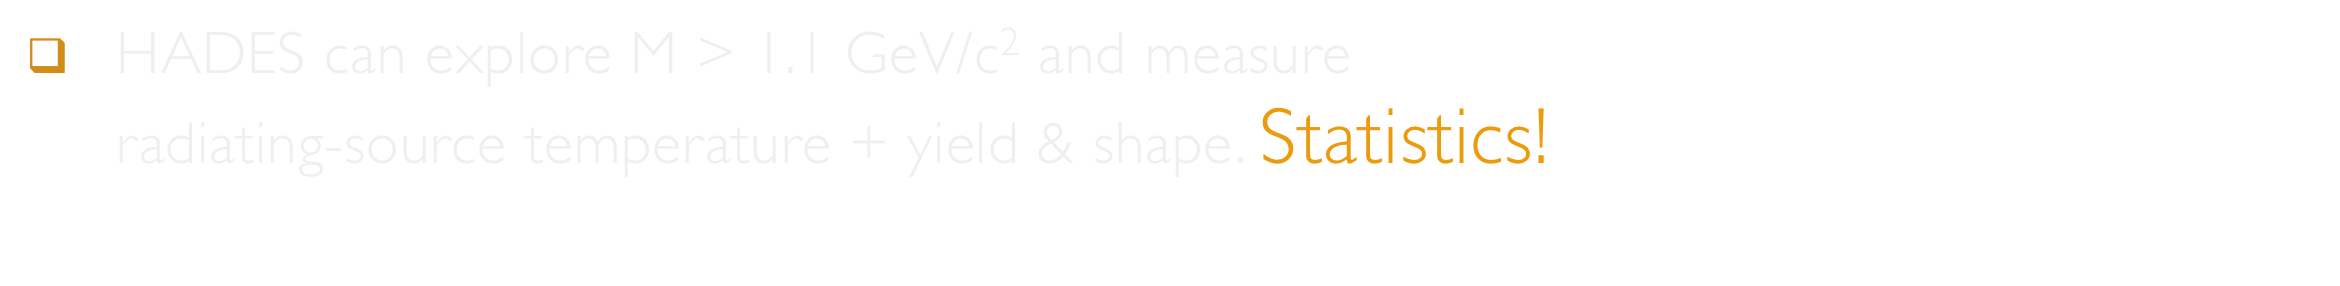 ❑ HADES can explore M > 1.1 GeV/c² and measure
radiating-source temperature + yield & shape. Statistics!